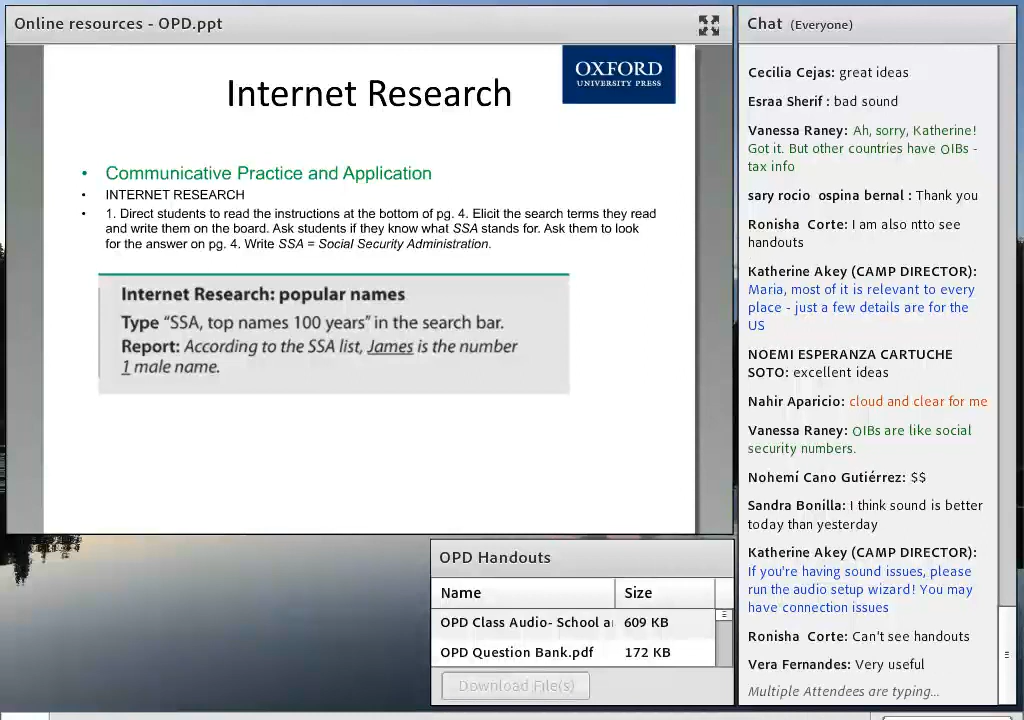 Online resources - OPD.ppt
OXFORD
UNIVERSITY PRESS
Internet Research
• Communicative Practice and Application
• INTERNET RESEARCH
• 1. Direct students to read the instructions at the bottom of pg. 4. Elicit the search terms they read
and write them on the board. Ask students if they know what SSA stands for. Ask them to look
for the answer on pg. 4. Write SSA = Social Security Administration.
Internet Research: popular names
Type “SSA, top names 100 years” in the search bar.
Report: According to the SSA list, James is the number
1 male name.
OPD Handouts
Name Size
OPD Class Audio- School a 609 KB
OPD Question Bank.pdf 172 KB
Download File(s)
Chat (Everyone)
Cecilia Cejas: great ideas
Esraa Sherif : bad sound
Vanessa Raney: Ah, sorry, Katherine!
Got it. But other countries have OIBs -
tax info
sary rocio ospina bernal : Thank you
Ronisha Corte: I am also ntto see
handouts
Katherine Akey (CAMP DIRECTOR):
Maria, most of it is relevant to every
place - just a few details are for the
US
NOEMI ESPERANZA CARTUCHE
SOTO: excellent ideas
Nahir Aparicio: cloud and clear for me
Vanessa Raney: OIBs are like social
security numbers.
Nohemí Cano Gutiérrez: $$
Sandra Bonilla: I think sound is better
today than yesterday
Katherine Akey (CAMP DIRECTOR):
If you're having sound issues, please
run the audio setup wizard! You may
have connection issues
Ronisha Corte: Can't see handouts
Vera Fernandes: Very useful
Multiple Attendees are typing...